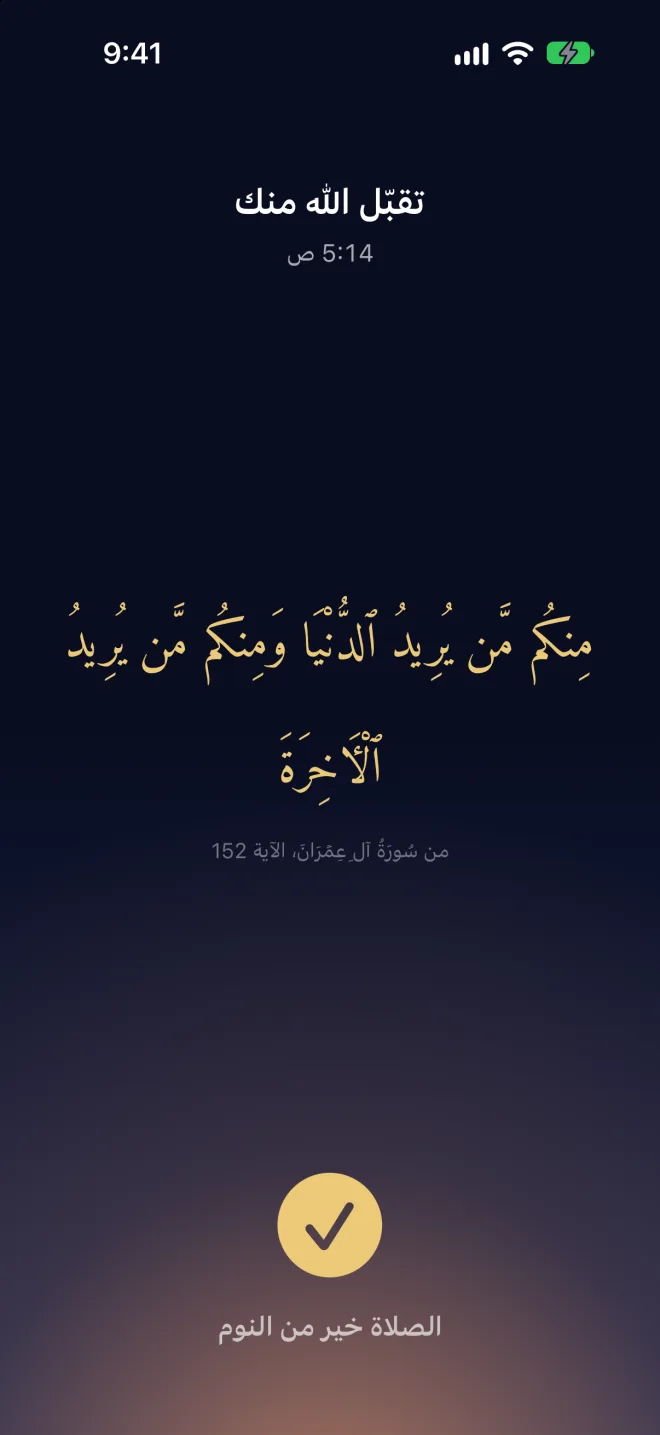 9:41
تقبّل الله منك
5:14 ص
مِنكُم مَّن يُرِيدُ ٱلدُّنْيَا وَمِنكُم مَّن يُرِيدُ
ٱلْأَخِرَةَ
من سُورَةُ آلِ عِمۡرَانَ، الآية 152
الصلاة خير من النوم